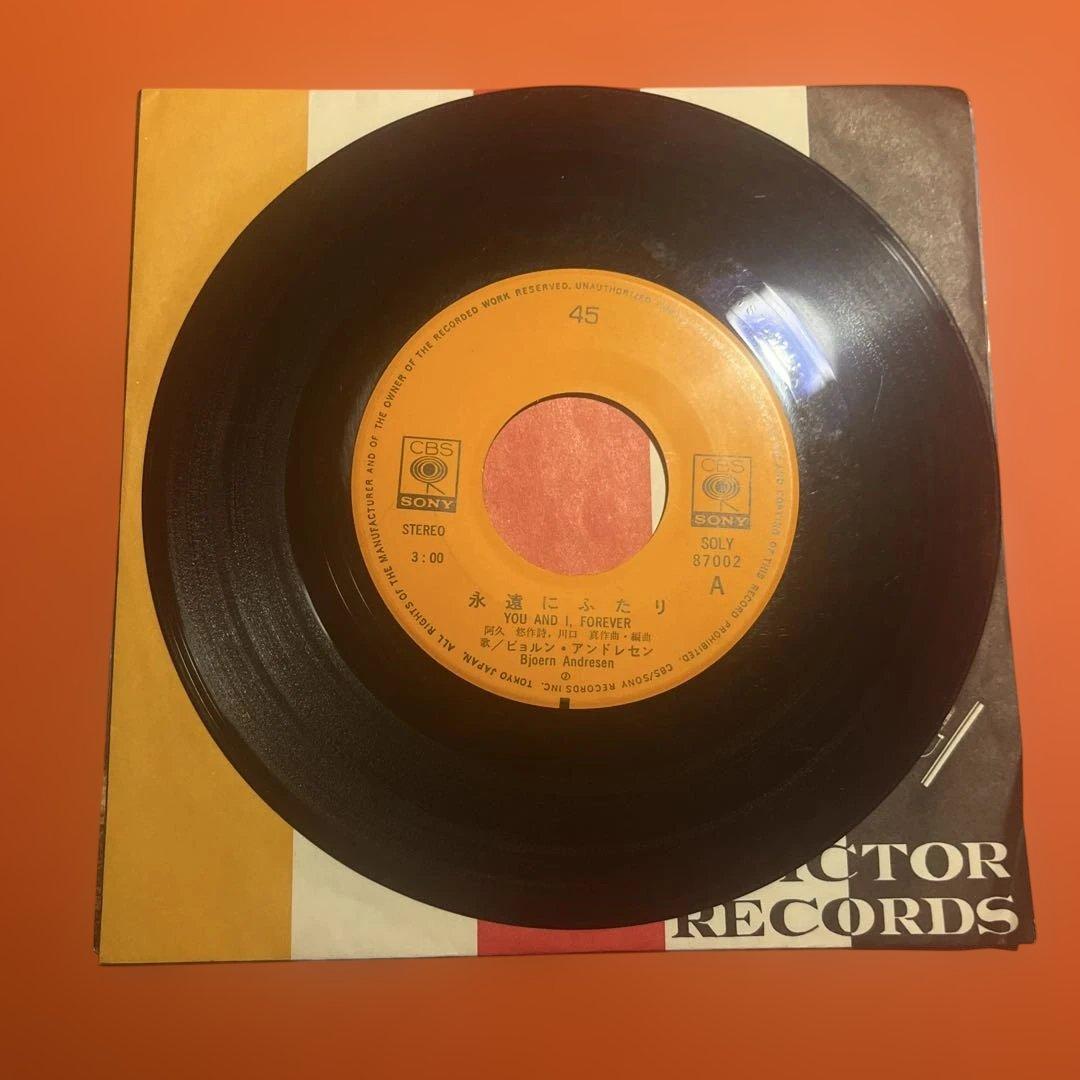 ALL RIGHTS OF THE MANUFACTURER AND OF THE OWNER OF THE RECORDED WORK RESERVED. UNAUTHORIZED
AND COPYING OF THIS RECORD PROHIBITED. CBS/SONY RECORDS INC. TOKYO JAPAN.
45
CBS
SONY
STEREO
3:00
CBS
SONY
SOLY
87002
A
永遠にふたり
YOU AND I, FOREVER
阿久 悠作詩，川口 真作曲・編曲
歌/ビョルン・アンドレセン
Bjoern Andresen
CTOR
RECORDS